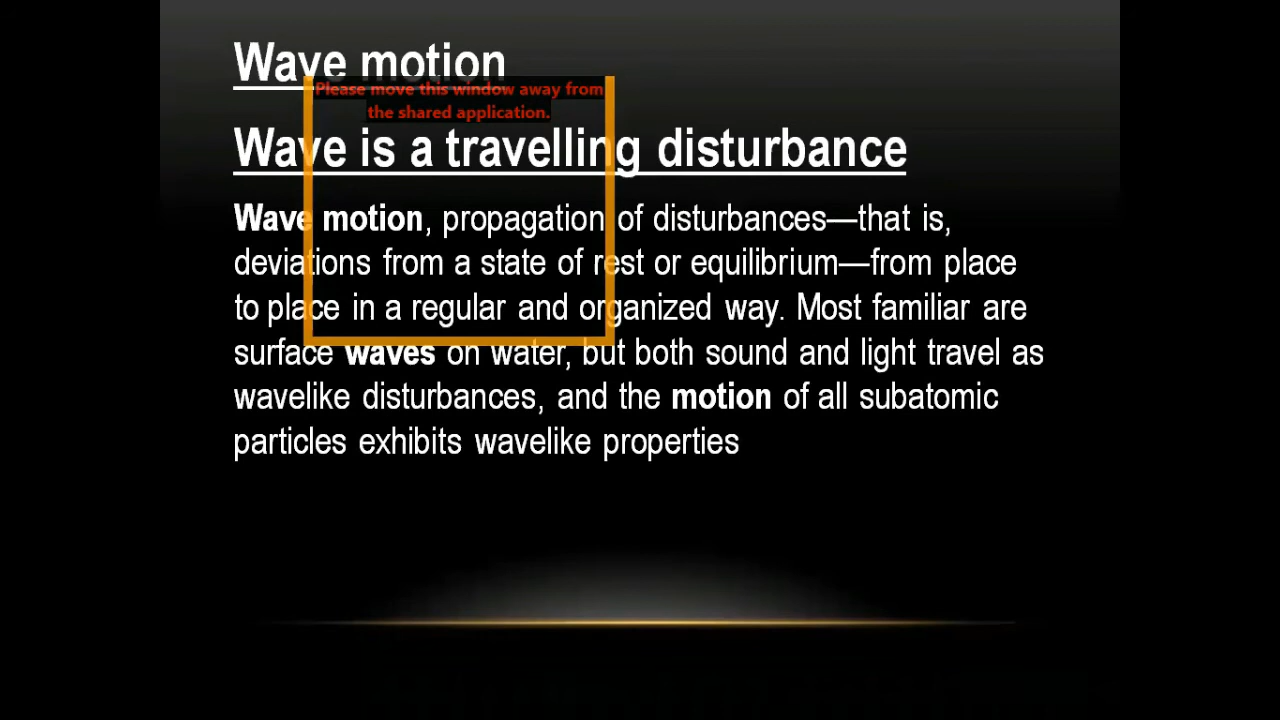 Wave motion
Please move this window away from
the shared application.
Wave is a travelling disturbance
Wave motion, propagation of disturbances—that is,
deviations from a state of rest or equilibrium—from place
to place in a regular and organized way. Most familiar are
surface waves on water, but both sound and light travel as
wavelike disturbances, and the motion of all subatomic
particles exhibits wavelike properties